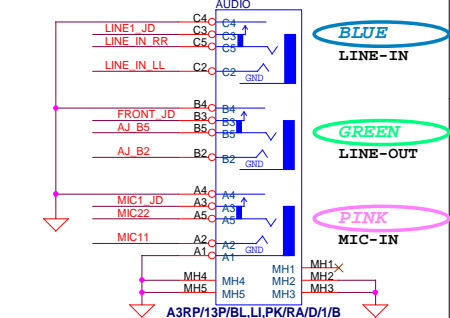 AUDIO
C4 C4
LINE1_JD C3 C3
LINE_IN_RR C5 C5
BLUE
LINE-IN
LINE_IN_LL C2 C2
GND
B4 B4
FRONT_JD B3 B3
AJ_B5 B5 B5
GREEN
LINE-OUT
AJ_B2 B2 B2
GND
A4 A4
MIC1_JD A3 A3
MIC22 A5 A5
PINK
MIC-IN
MIC11 A2 A2
GND
A1 A1
MH1 MH1
MH4 MH4 MH2 MH2
MH5 MH5 MH3 MH3
A3RP/13P/BL,LI,PK/RA/D/1/B